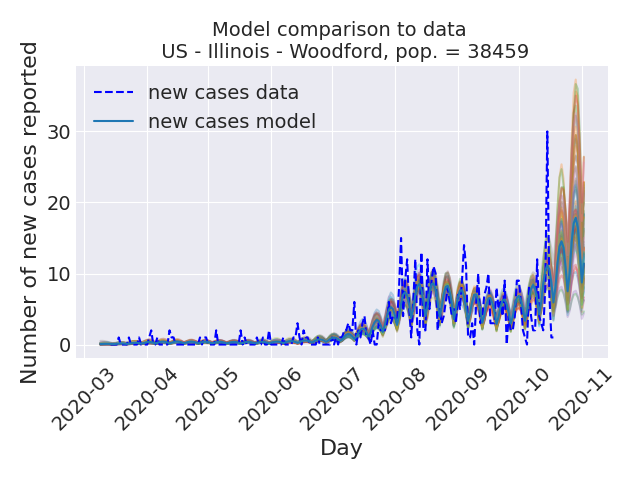 Model comparison to data
US - Illinois - Woodford, pop. = 38459
new cases data
new cases model
Number of new cases reported
30
20
10
0
2020-03
2020-04
2020-05
2020-06
2020-07
2020-08
2020-09
2020-10
2020-11
Day